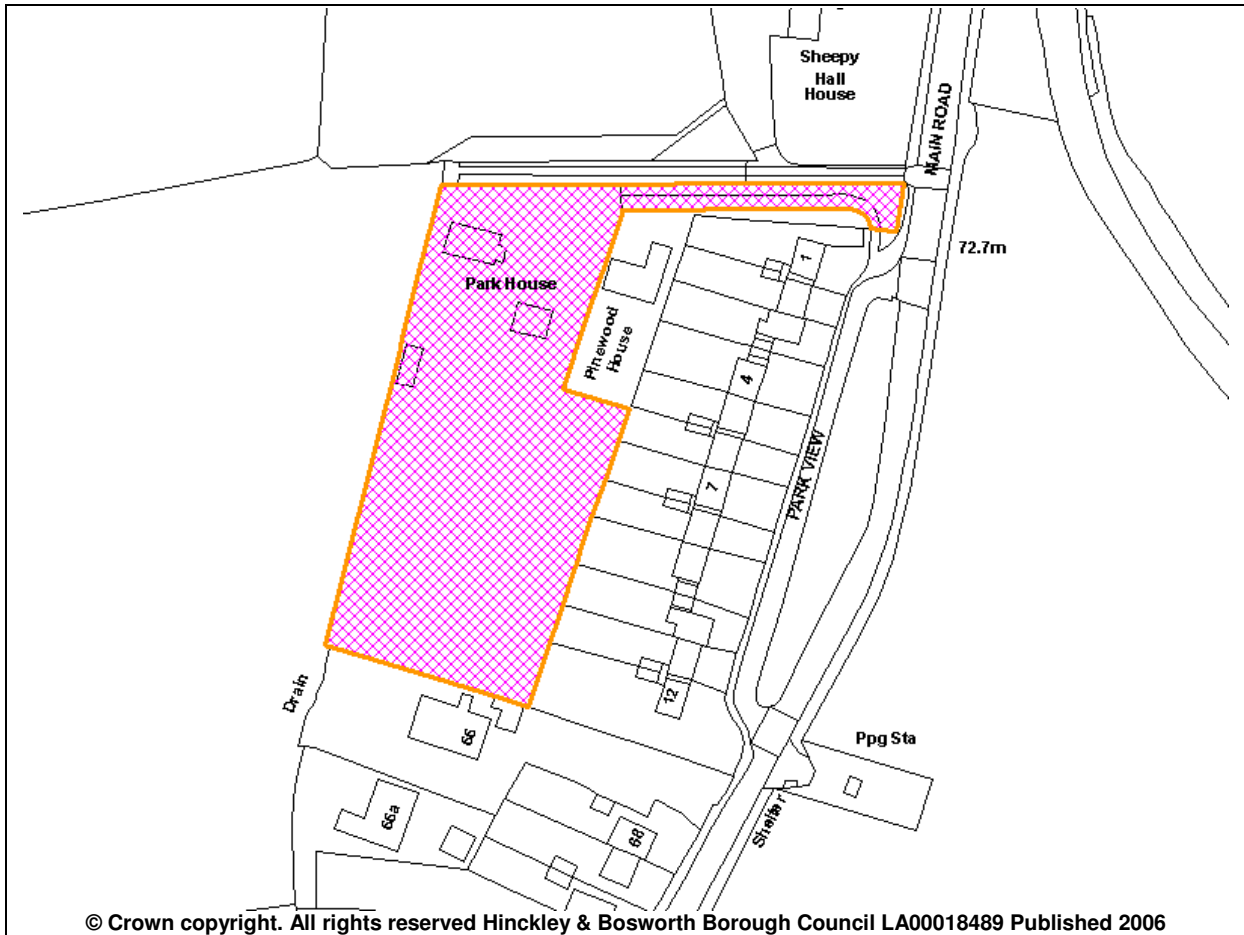 Sheepy
Hall
House
MAIN ROAD
72.7m
1
Park House
Pinewood
House
4
7
PARK VIEW
12
Drain
66
Ppg Sta
66a
68
Shelter
© Crown copyright. All rights reserved Hinckley & Bosworth Borough Council LA00018489 Published 2006